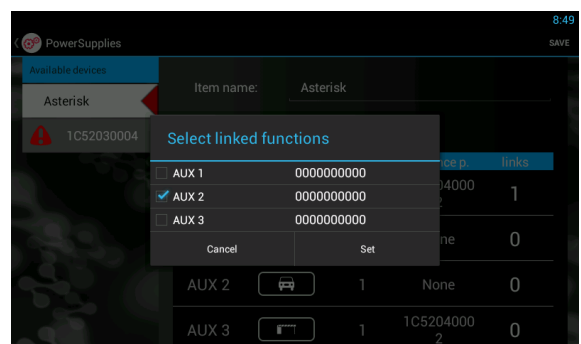 8:49
PowerSupplies SAVE
Available devices
Asterisk
1C52030004
Item name: Asterisk
Select linked functions
links
AUX 1 0000000000
AUX 2 0000000000
AUX 3 0000000000
Cancel Set
1
0
AUX 2 1 None 0
AUX 3 1 1C5204000
2 0